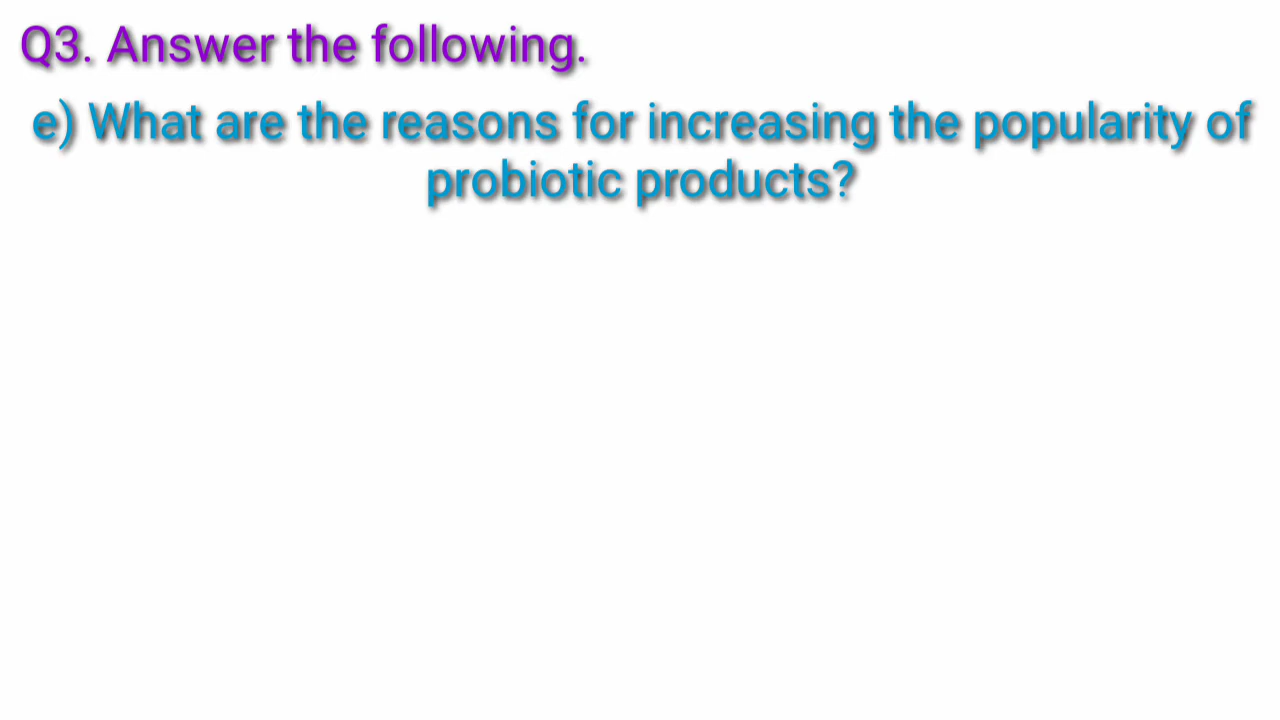 Q3. Answer the following.
e) What are the reasons for increasing the popularity of
probiotic products?